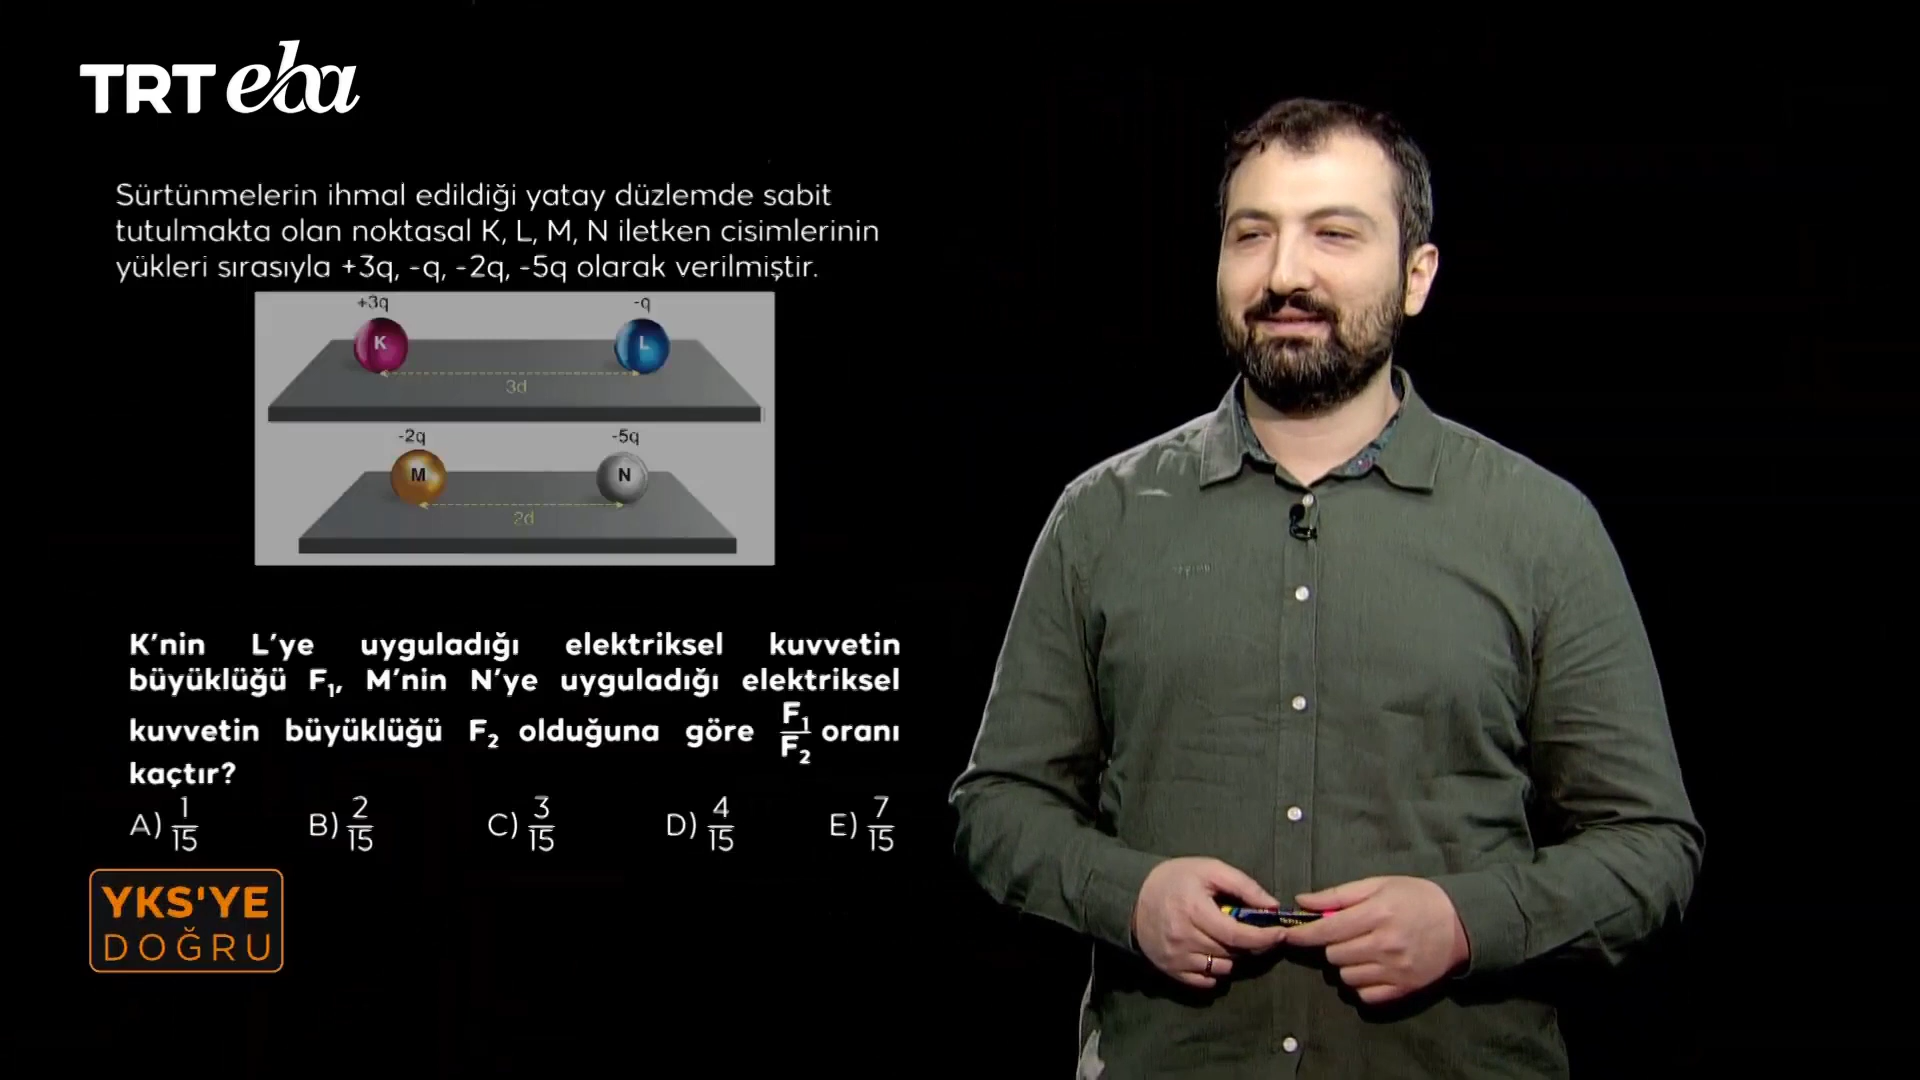 TRT eba
Sürtünmelerin ihmal edildiği yatay düzlemde sabit
tutulmakta olan noktasal K, L, M, N iletken cisimlerinin
yükleri sırasıyla +3q, -q, -2q, -5q olarak verilmiştir.
+3q -q
K L
3d
-2q -5q
M N
2d
K'nin L'ye uyguladığı elektriksel kuvvetin
büyüklüğü F₁, M'nin N'ye uyguladığı elektriksel
kuvvetin büyüklüğü F₂ olduğuna göre F₁/F₂ oranı
kaçtır?
A) 1/15 B) 2/15 C) 3/15 D) 4/15 E) 7/15
YKS'YE
DOĞRU